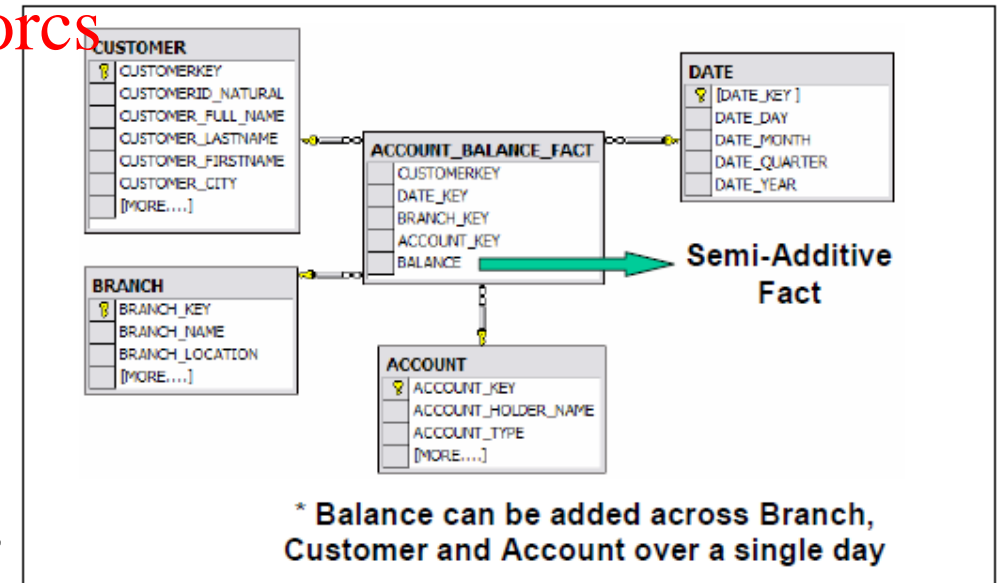 orcs
CUSTOMER
CUSTOMERKEY
CUSTOMERID_NATURAL
CUSTOMER_FULL_NAME
CUSTOMER_LASTNAME
CUSTOMER_FIRSTNAME
CUSTOMER_CITY
[MORE....]
DATE
[DATE_KEY ]
DATE_DAY
DATE_MONTH
DATE_QUARTER
DATE_YEAR
ACCOUNT_BALANCE_FACT
CUSTOMERKEY
DATE_KEY
BRANCH_KEY
ACCOUNT_KEY
BALANCE
Semi-Additive
Fact
BRANCH
BRANCH_KEY
BRANCH_NAME
BRANCH_LOCATION
[MORE....]
ACCOUNT
ACCOUNT_KEY
ACCOUNT_HOLDER_NAME
ACCOUNT_TYPE
[MORE....]
* Balance can be added across Branch,
Customer and Account over a single day